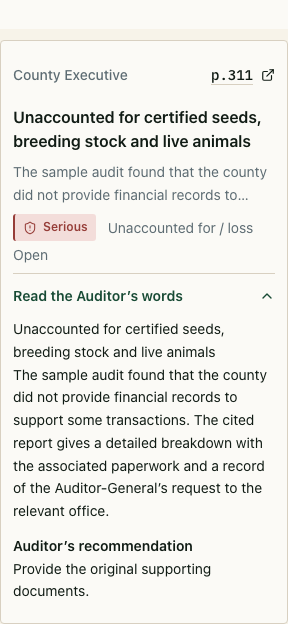 County Executive p.311
Unaccounted for certified seeds,
breeding stock and live animals
The sample audit found that the county
did not provide financial records to...
Serious Unaccounted for / loss
Open
Read the Auditor’s words
Unaccounted for certified seeds,
breeding stock and live animals
The sample audit found that the county
did not provide financial records to
support some transactions. The cited
report gives a detailed breakdown with
the associated paperwork and a record
of the Auditor-General’s request to the
relevant office.
Auditor’s recommendation
Provide the original supporting
documents.